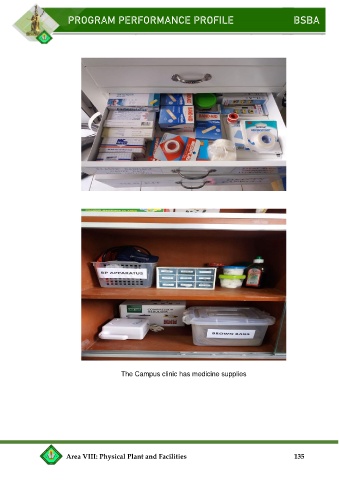 PROGRAM PERFORMANCE PROFILE BSBA
BP APPARATUS
BROWN BAGS
The Campus clinic has medicine supplies
Area VIII: Physical Plant and Facilities 135